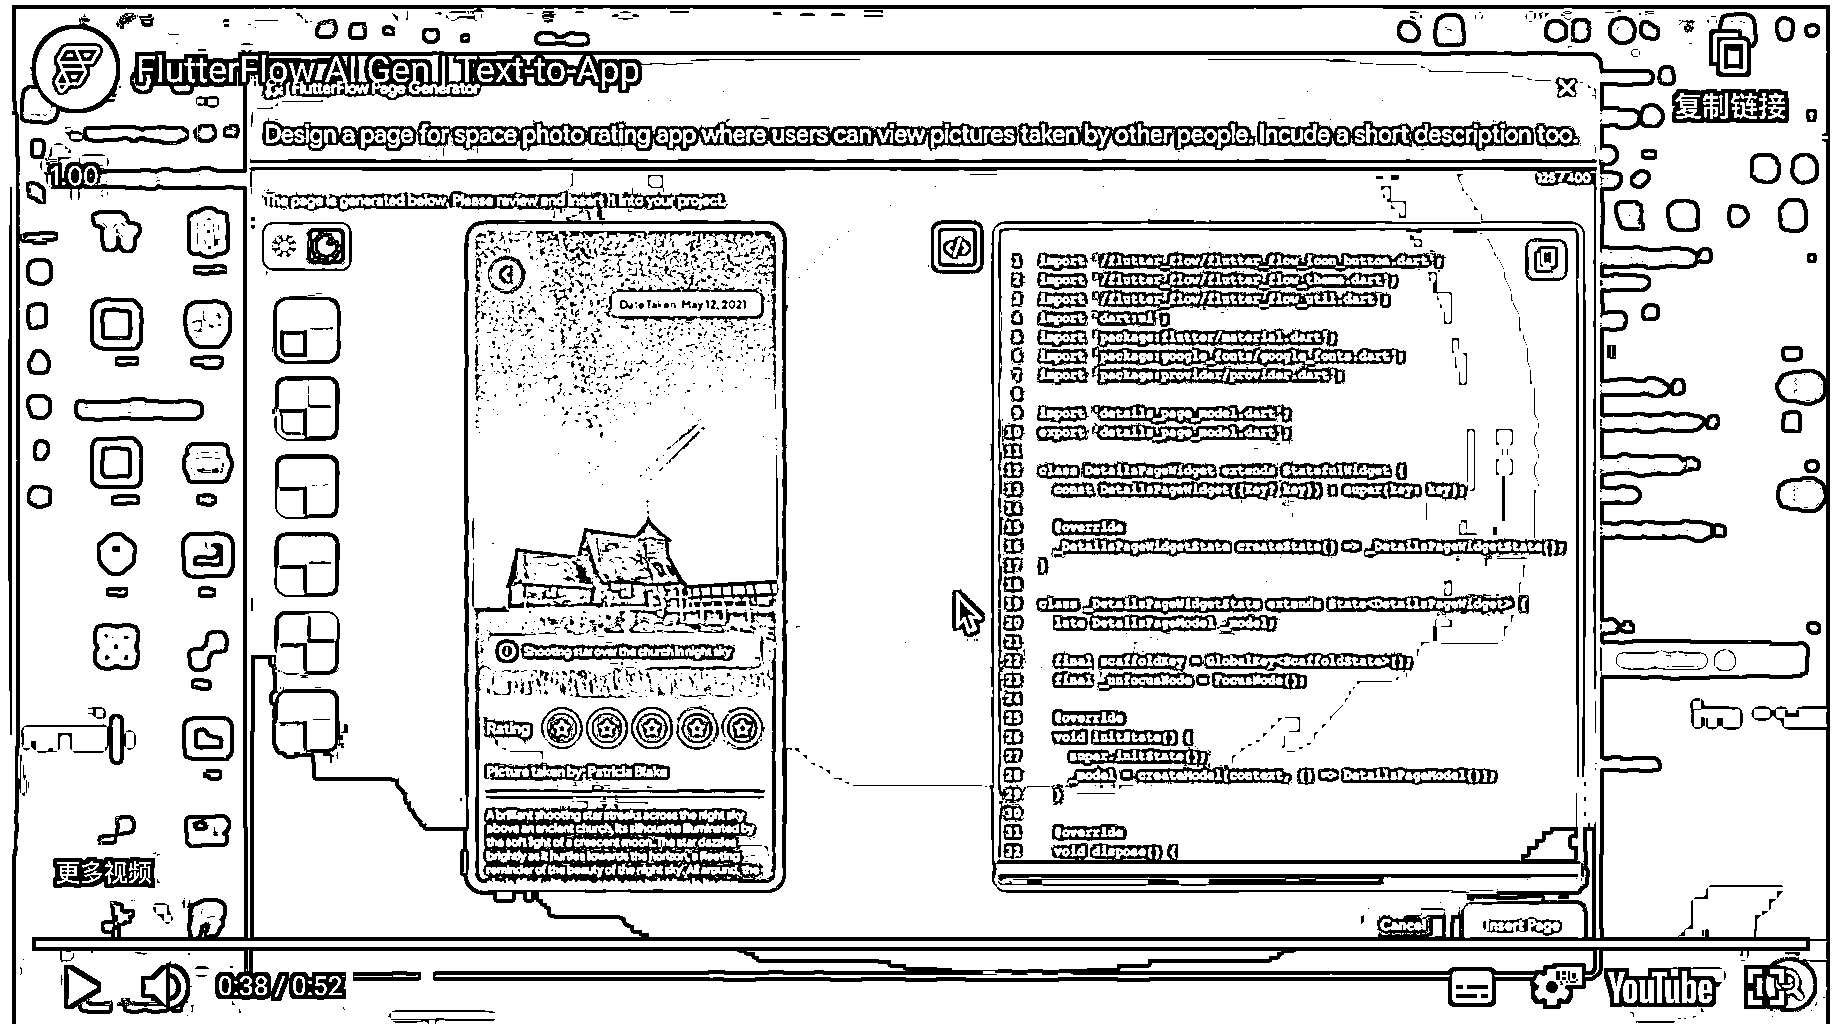 FlutterFlow AI Gen | Text-to-App
FlutterFlow Page Generator
复制链接
Design a page for space photo rating app where users can view pictures taken by other people. Incude a short description too.
1.00
The page is generated below. Please review and insert it into your project.
Date Taken: May 12, 2021
Shooting star over the church in night sky
Rating
Picture taken by: Patricia Blake
A brilliant shooting star streaks across the night sky
above an ancient church, its silhouette illuminated by
the soft light of a crescent moon. The star dazzles
brightly as it hurtles towards the horizon, a fleeting
reminder of the beauty of the night sky. All around, the
1 import '/flutter_flow/flutter_flow_icon_button.dart';
2 import '/flutter_flow/flutter_flow_theme.dart';
3 import '/flutter_flow/flutter_flow_util.dart';
4 import 'dart:ui';
5 import 'package:flutter/material.dart';
6 import 'package:google_fonts/google_fonts.dart';
7 import 'package:provider/provider.dart';
8
9 import 'details_page_model.dart';
10 export 'details_page_model.dart';
11
12 class DetailsPageWidget extends StatefulWidget {
13 const DetailsPageWidget({Key? key}) : super(key: key);
14
15 @override
16 _DetailsPageWidgetState createState() => _DetailsPageWidgetState();
17 }
18
19 class _DetailsPageWidgetState extends State<DetailsPageWidget> {
20 late DetailsPageModel _model;
21
22 final scaffoldKey = GlobalKey<ScaffoldState>();
23 final _unfocusNode = FocusNode();
24
25 @override
26 void initState() {
27 super.initState();
28 _model = createModel(context, () => DetailsPageModel());
29 }
30
31 @override
32 void dispose() {
更多视频
Cancel
Insert Page
0:38 / 0:52
HD
YouTube